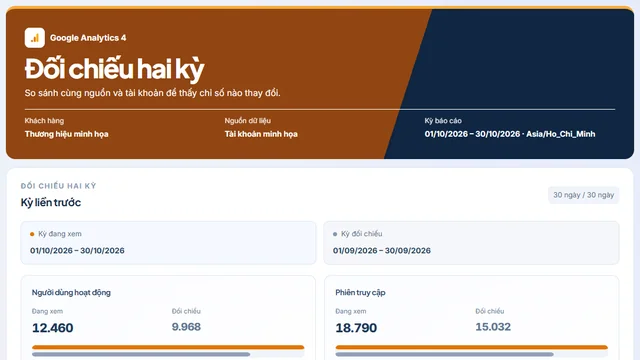 Google Analytics 4
Đối chiếu hai kỳ
So sánh cùng nguồn và tài khoản để thấy chỉ số nào thay đổi.
Khách hàng
Thương hiệu minh họa
Nguồn dữ liệu
Tài khoản minh họa
Kỳ báo cáo
01/10/2026 – 30/10/2026 · Asia/Ho_Chi_Minh
ĐỐI CHIẾU HAI KỲ
Kỳ liền trước
30 ngày / 30 ngày
Kỳ đang xem
01/10/2026 – 30/10/2026
Kỳ đối chiếu
01/09/2026 – 30/09/2026
Người dùng hoạt động
Đang xem
12.460
Đối chiếu
9.968
Phiên truy cập
Đang xem
18.790
Đối chiếu
15.032